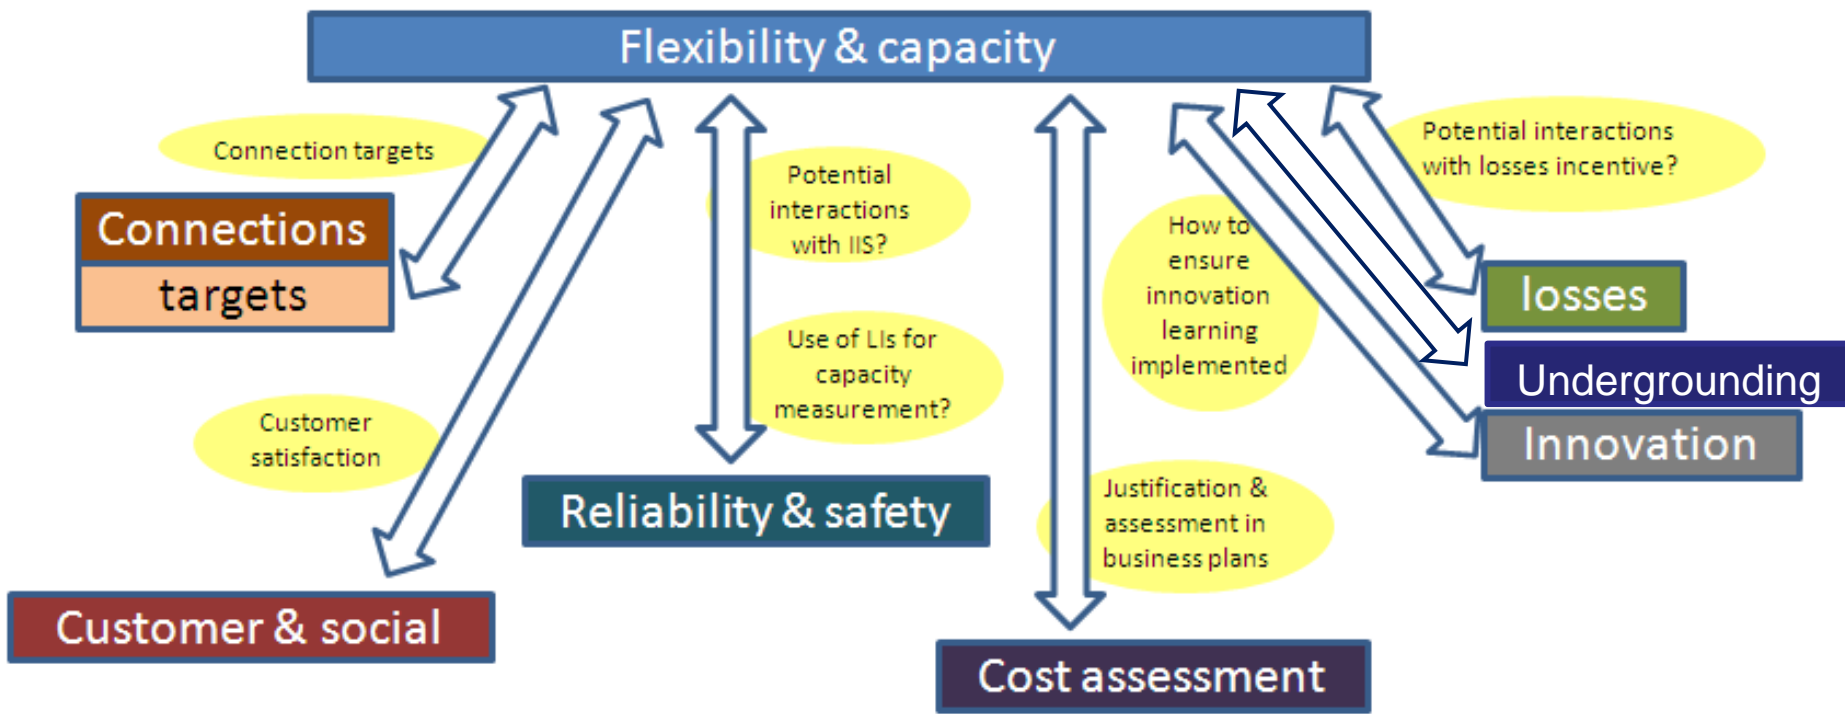 Flexibility & capacity
Connection targets
Connections
targets
Customer
satisfaction
Customer & social
Potential
interactions
with IIS?
Use of LIs for
capacity
measurement?
Reliability & safety
How to
ensure
innovation
learning
implemented
Justification &
assessment in
business plans
Cost assessment
Potential interactions
with losses incentive?
losses
Undergrounding
Innovation